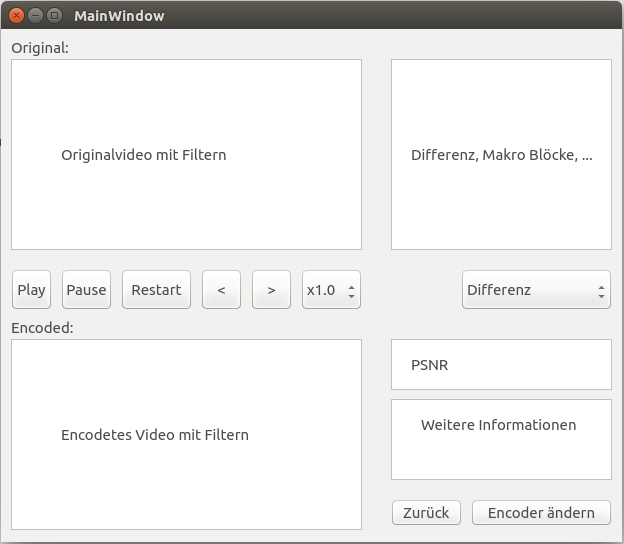 MainWindow
Original:
Originalvideo mit Filtern
Differenz, Makro Blöcke, ...
Play
Pause
Restart
<
>
x1.0
Differenz
Encoded:
Encodetes Video mit Filtern
PSNR
Weitere Informationen
Zurück
Encoder ändern